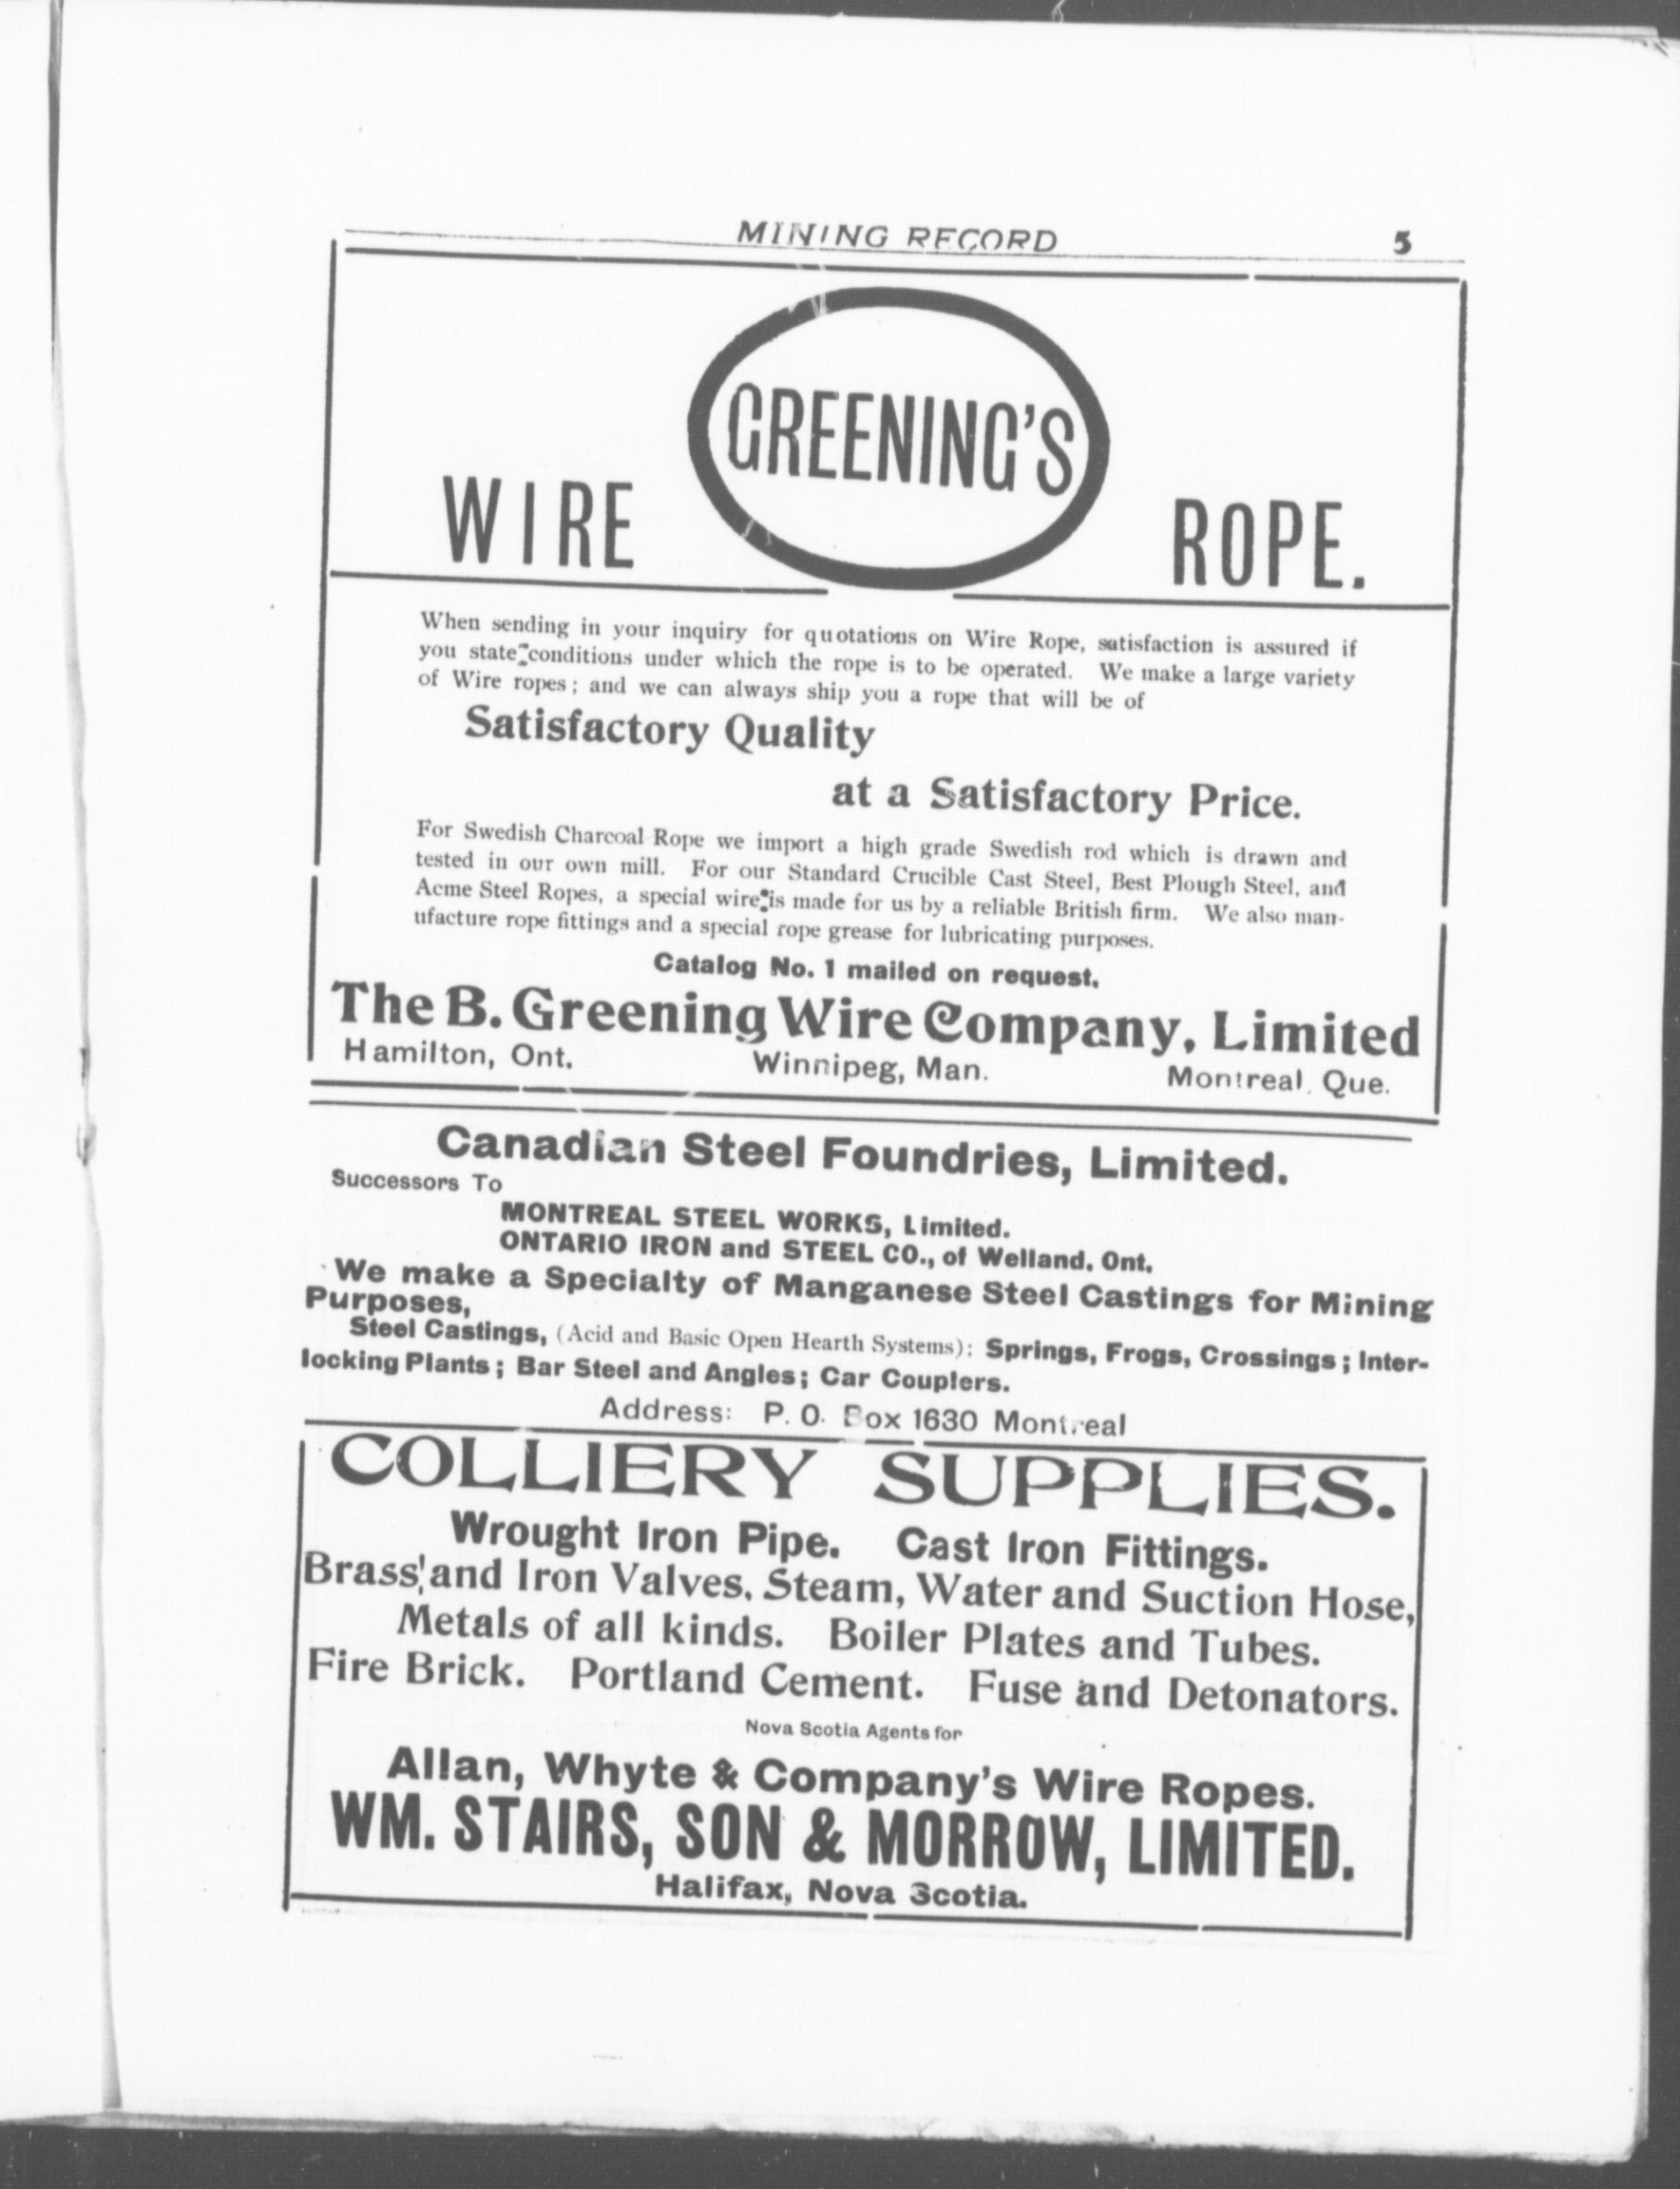 MINING RECORD 5
GREENING'S
WIRE ROPE.
When sending in your inquiry for quotations on Wire Rope, satisfaction is assured if
you state conditions under which the rope is to be operated. We make a large variety
of Wire ropes; and we can always ship you a rope that will be of
Satisfactory Quality
at a Satisfactory Price.
For Swedish Charcoal Rope we import a high grade Swedish rod which is drawn and
tested in our own mill. For our Standard Crucible Cast Steel, Best Plough Steel, and
Acme Steel Ropes, a special wire is made for us by a reliable British firm. We also man-
ufacture rope fittings and a special rope grease for lubricating purposes.
Catalog No. 1 mailed on request.
The B. Greening Wire Company, Limited
Hamilton, Ont. Winnipeg, Man. Montreal, Que.
Canadian Steel Foundries, Limited.
Successors To
MONTREAL STEEL WORKS, Limited.
ONTARIO IRON and STEEL CO., of Welland, Ont.
We make a Specialty of Manganese Steel Castings for Mining
Purposes,
Steel Castings, (Acid and Basic Open Hearth Systems); Springs, Frogs, Crossings; Inter-
locking Plants; Bar Steel and Angles; Car Couplers.
Address: P. O. Box 1630 Montreal
COLLIERY SUPPLIES.
Wrought Iron Pipe. Cast Iron Fittings.
Brass and Iron Valves, Steam, Water and Suction Hose,
Metals of all kinds. Boiler Plates and Tubes.
Fire Brick. Portland Cement. Fuse and Detonators.
Nova Scotia Agents for
Allan, Whyte & Company's Wire Ropes.
WM. STAIRS, SON & MORROW, LIMITED.
Halifax, Nova Scotia.